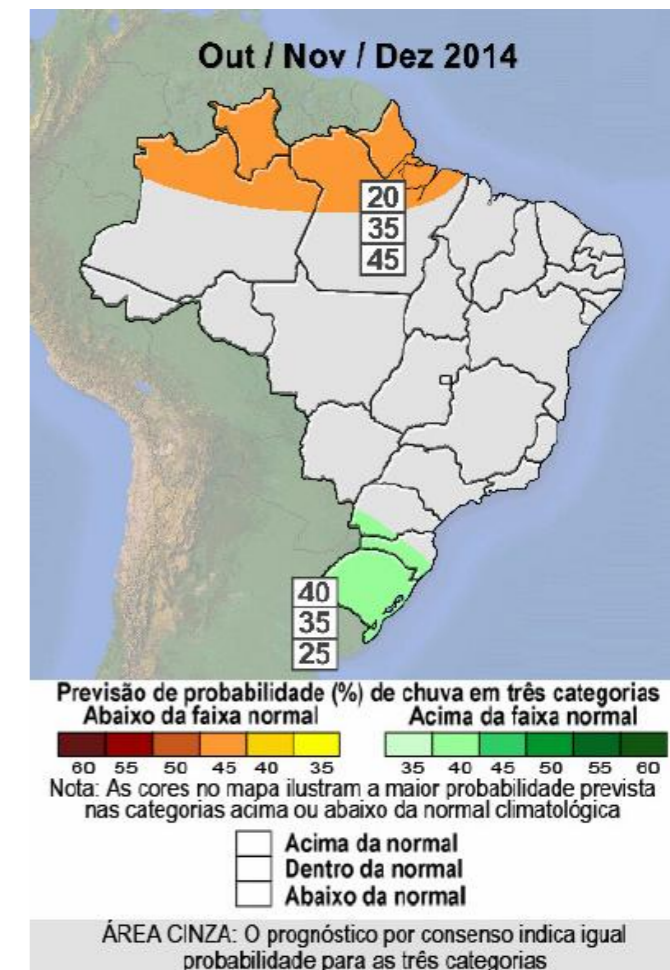 Out / Nov / Dez 2014
20
35
45
40
35
25
Previsão de probabilidade (%) de chuva em três categorias
Abaixo da faixa normal Acima da faixa normal
60 55 50 45 40 35 35 40 45 50 55 60
Nota: As cores no mapa ilustram a maior probabilidade prevista
nas categorias acima ou abaixo da normal climatológica
Acima da normal
Dentro da normal
Abaixo da normal
ÁREA CINZA: O prognóstico por consenso indica igual
probabilidade para as três categorias